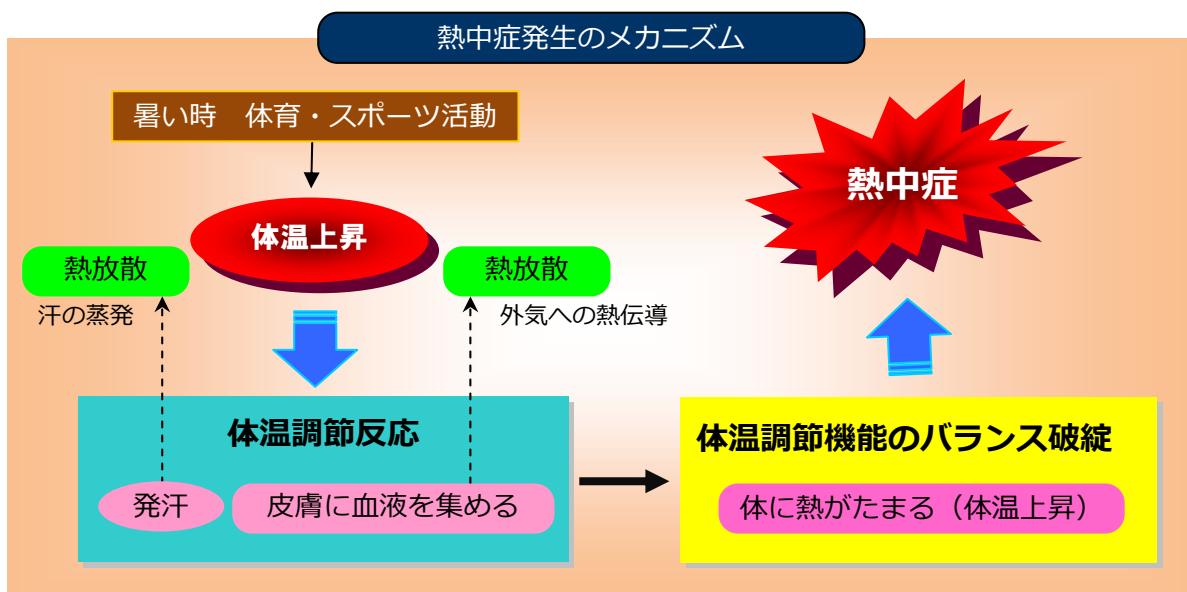 熱中症発生のメカニズム
暑い時　体育・スポーツ活動
体温上昇
熱放散
汗の蒸発
熱放散
外気への熱伝導
体温調節反応
発汗
皮膚に血液を集める
体温調節機能のバランス破綻
体に熱がたまる（体温上昇）
熱中症